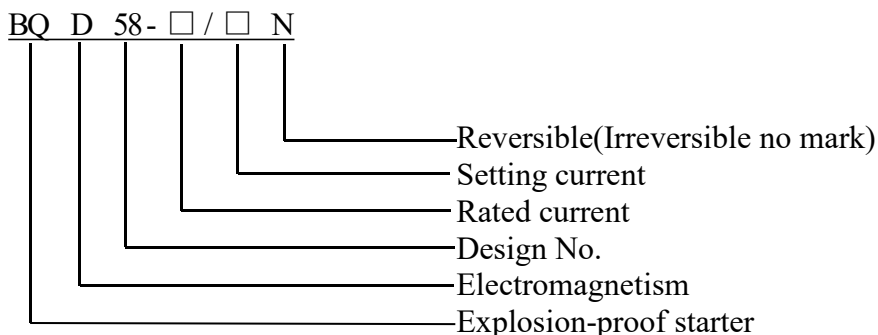 BQ D 58- □ / □ N
Reversible(Irreversible no mark)
Setting current
Rated current
Design No.
Electromagnetism
Explosion-proof starter